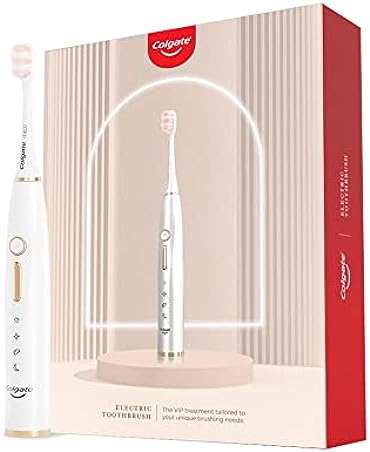 Colgate
Colgate
Colgate
ELECTRIC
TOOTHBRUSH
The VIP treatment tailored to
your unique brushing needs.
ELECTRIC
TOOTHBRUSH
Colgate